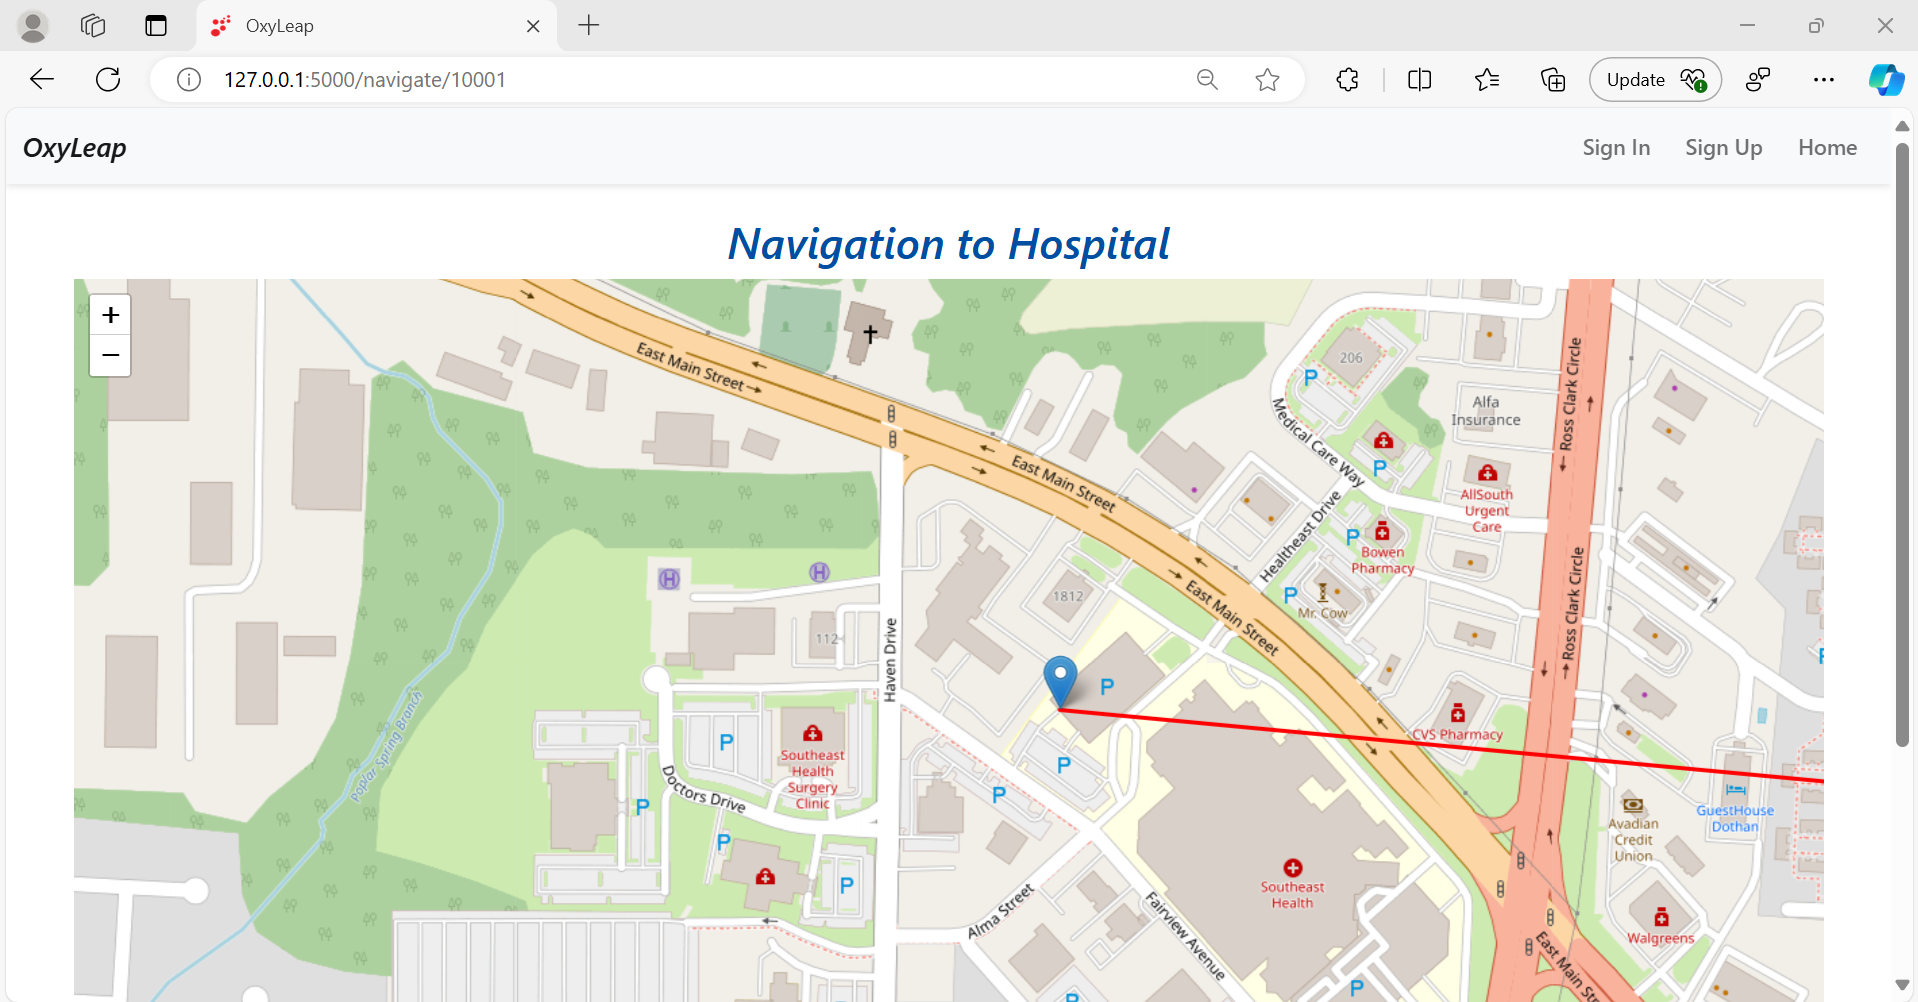 OxyLeap
127.0.0.1:5000/navigate/10001
Update
OxyLeap
Sign In
Sign Up
Home
Navigation to Hospital
+
−
East Main Street
206
P
Medical Care Way
Alfa
Insurance
Ross Clark Circle
P
AllSouth
Urgent
Care
East Main Street
Healtheast Drive
P
Bowen
Pharmacy
H
H
East Main Street
P
Mr. Cow
1812
Ross Clark Circle
112
Haven Drive
P
Poplar Spring Branch
P
Southeast
Health
Surgery
Clinic
CVS Pharmacy
P
P
Doctors Drive
P
GuestHouse
Dothan
Avadian
Credit
Union
P
P
Southeast
Health
Alma Street
Fairview Avenue
Walgreens
East Main St
P
P